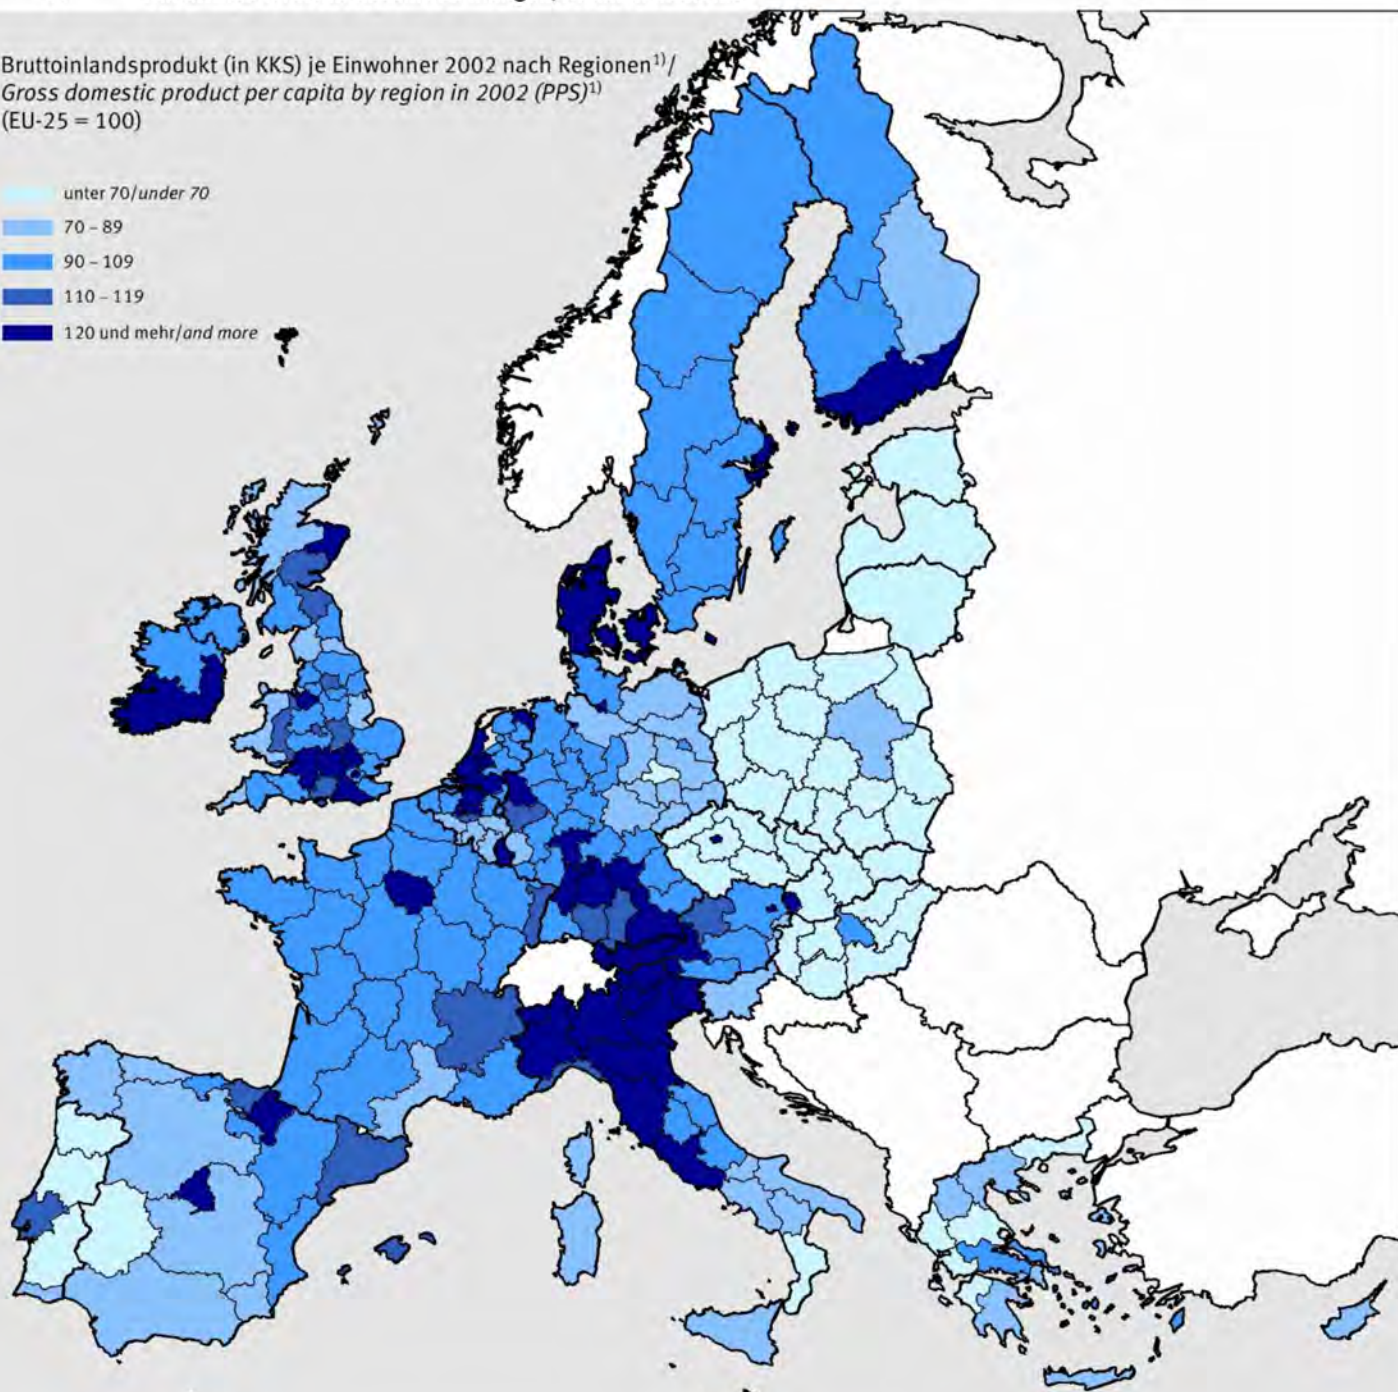 Bruttoinlandsprodukt (in KKS) je Einwohner 2002 nach Regionen¹⁾/
Gross domestic product per capita by region in 2002 (PPS)¹⁾
(EU-25 = 100)
unter 70/under 70
70 – 89
90 – 109
110 – 119
120 und mehr/and more